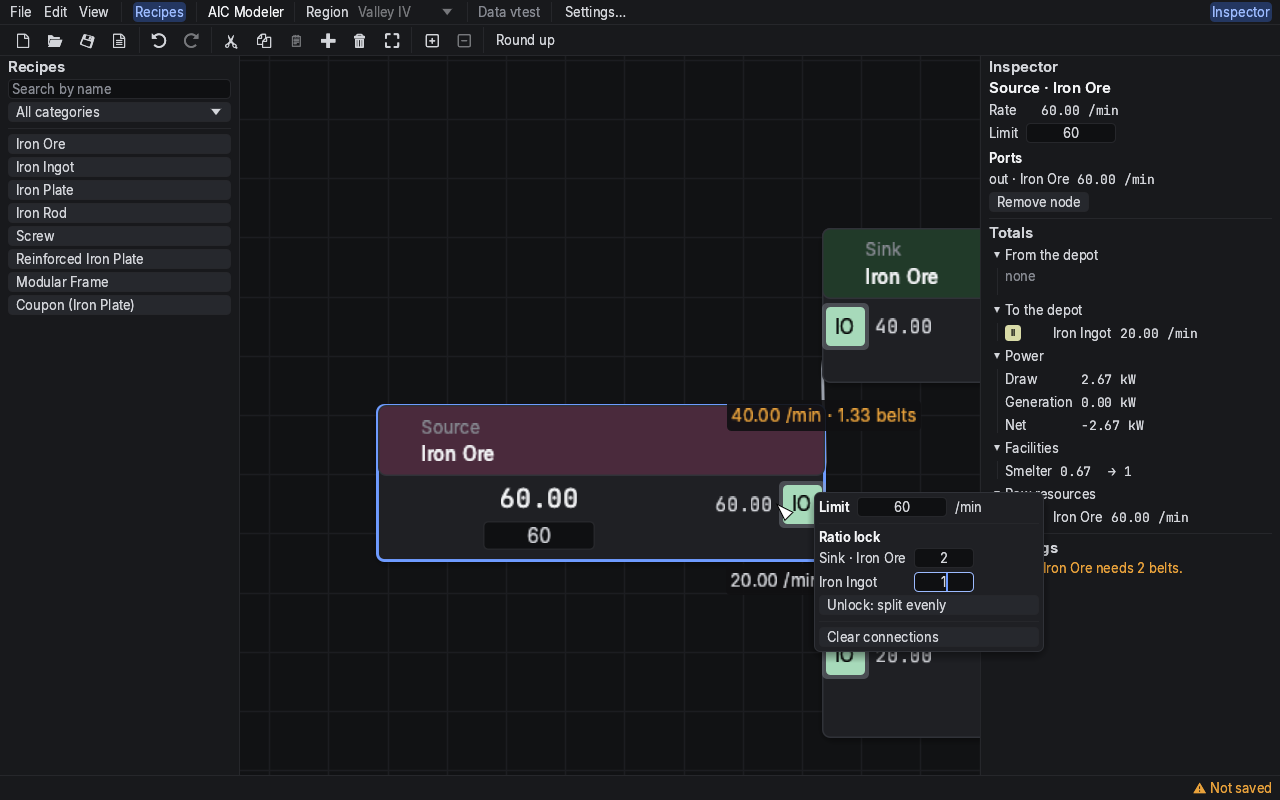 File Edit View Recipes AIC Modeler Region Valley IV Data vtest Settings... Inspector
Round up
Recipes
Search by name
All categories
Iron Ore
Iron Ingot
Iron Plate
Iron Rod
Screw
Reinforced Iron Plate
Modular Frame
Coupon (Iron Plate)
Sink
Iron Ore
IO 40.00
40.00 /min · 1.33 belts
Source
Iron Ore
60.00
60.00 IO
60
20.00 /min
IO 20.00
Limit 60 /min
Ratio lock
Sink · Iron Ore 2
Iron Ingot 1
Unlock: split evenly
Clear connections
Inspector
Source · Iron Ore
Rate 60.00 /min
Limit 60
Ports
out · Iron Ore 60.00 /min
Remove node
Totals
From the depot
none
To the depot
Iron Ingot 20.00 /min
Power
Draw 2.67 kW
Generation 0.00 kW
Net -2.67 kW
Facilities
Smelter 0.67 → 1
resources
Iron Ore 60.00 /min
Iron Ore needs 2 belts.
Not saved